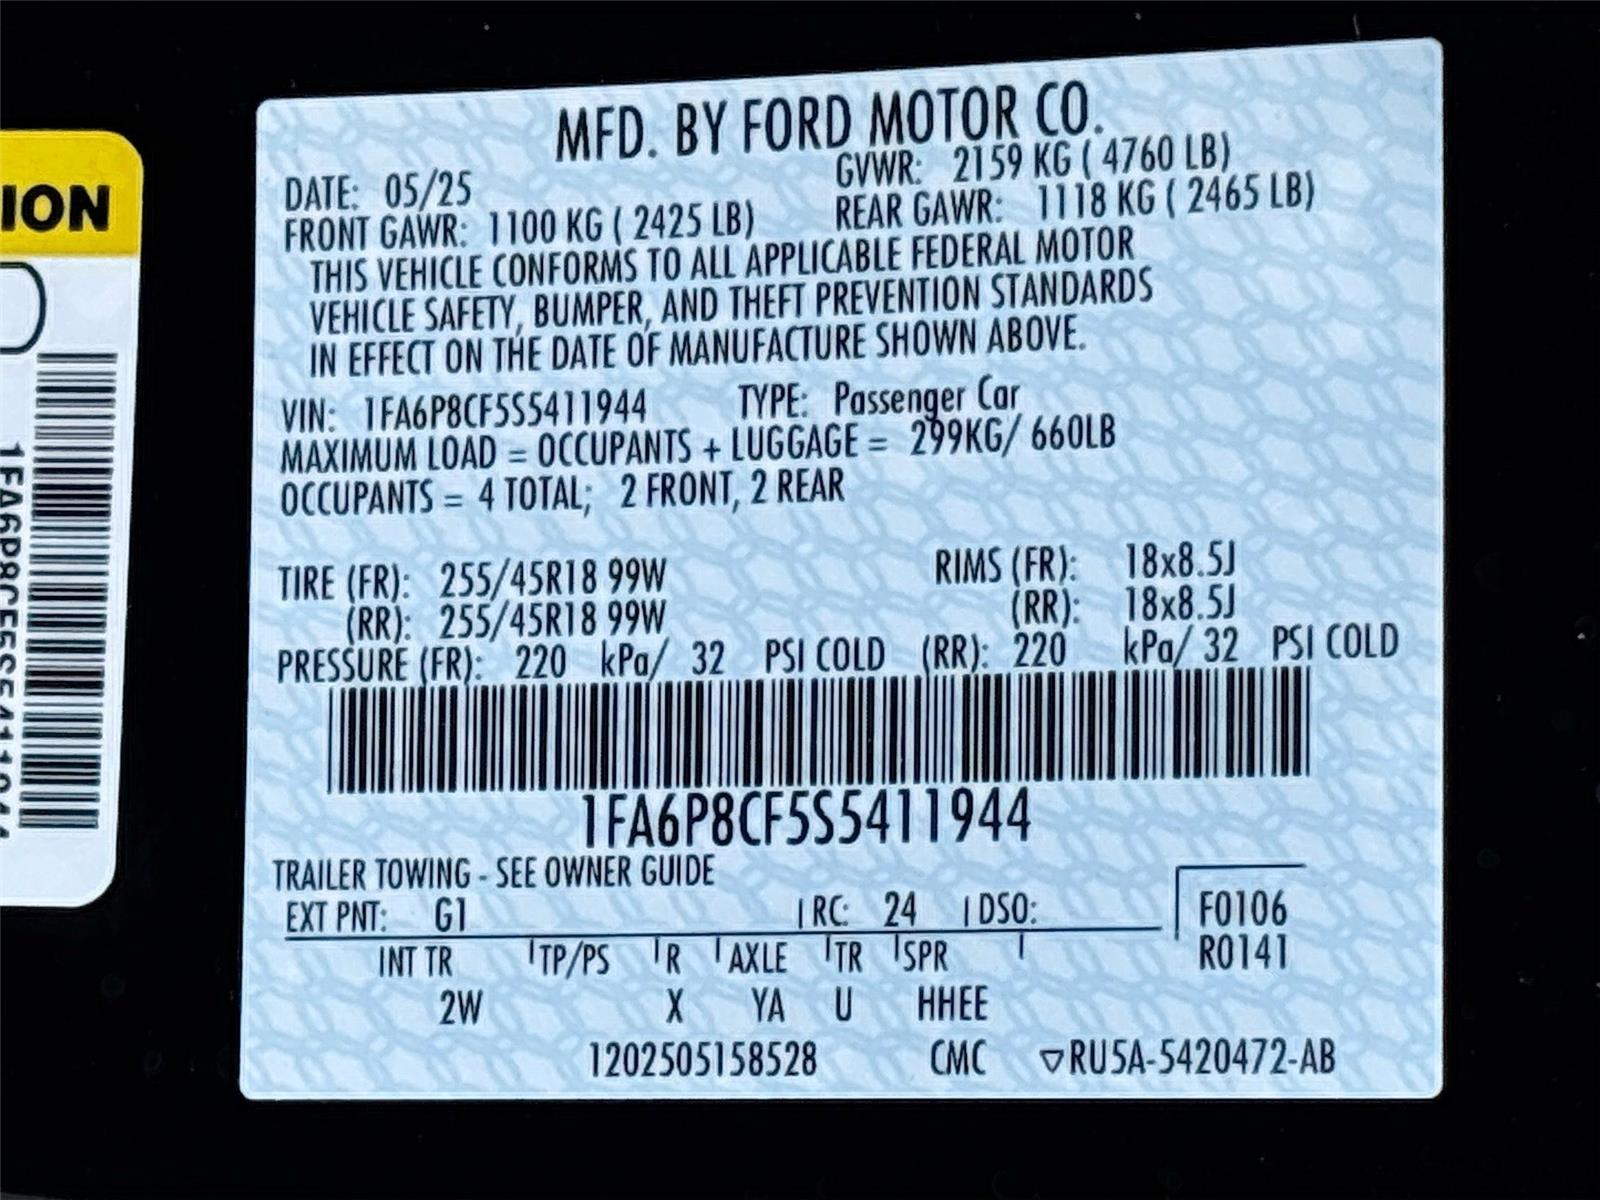 MFD. BY FORD MOTOR CO.
DATE: 05/25 GVWR: 2159 KG ( 4760 LB)
FRONT GAWR: 1100 KG ( 2425 LB) REAR GAWR: 1118 KG ( 2465 LB)
THIS VEHICLE CONFORMS TO ALL APPLICABLE FEDERAL MOTOR
VEHICLE SAFETY, BUMPER, AND THEFT PREVENTION STANDARDS
IN EFFECT ON THE DATE OF MANUFACTURE SHOWN ABOVE.
VIN: 1FA6P8CF5S5411944 TYPE: Passenger Car
MAXIMUM LOAD = OCCUPANTS + LUGGAGE = 299KG/ 660LB
OCCUPANTS = 4 TOTAL; 2 FRONT, 2 REAR
TIRE (FR): 255/45R18 99W RIMS (FR): 18x8.5J
(RR): 255/45R18 99W (RR): 18x8.5J
PRESSURE (FR): 220 kPa/ 32 PSI COLD (RR): 220 kPa/ 32 PSI COLD
1FA6P8CF5S5411944
TRAILER TOWING - SEE OWNER GUIDE
EXT PNT: G1 RC: 24 DSO: F0106
INT TR TP/PS R AXLE TR SPR R0141
2W X YA U HHEE
1202505158528 CMC ▽RU5A-5420472-AB
ION
1FA6P8CF5S5411944